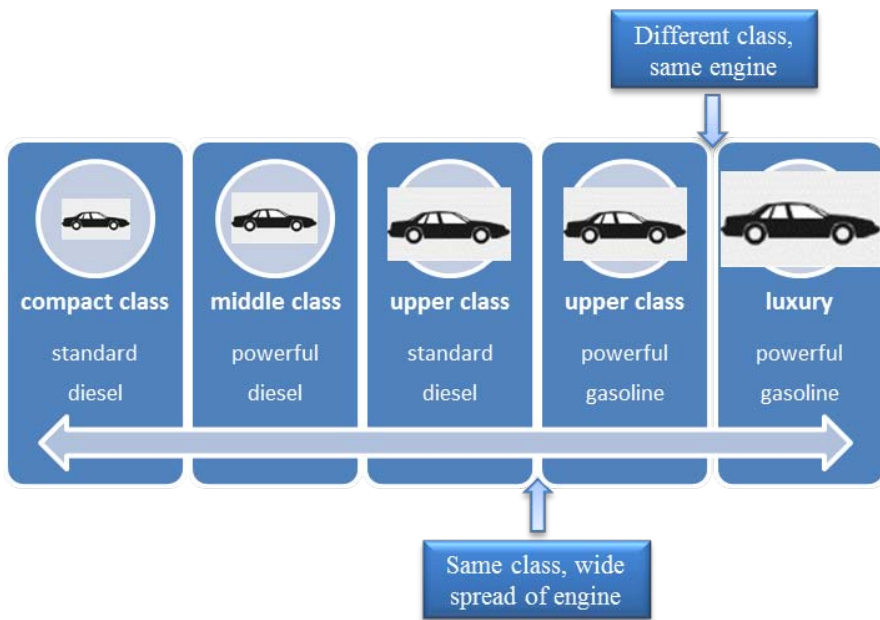 Different class,
same engine
compact class
standard
diesel
middle class
powerful
diesel
upper class
standard
diesel
upper class
powerful
gasoline
luxury
powerful
gasoline
Same class, wide
spread of engine